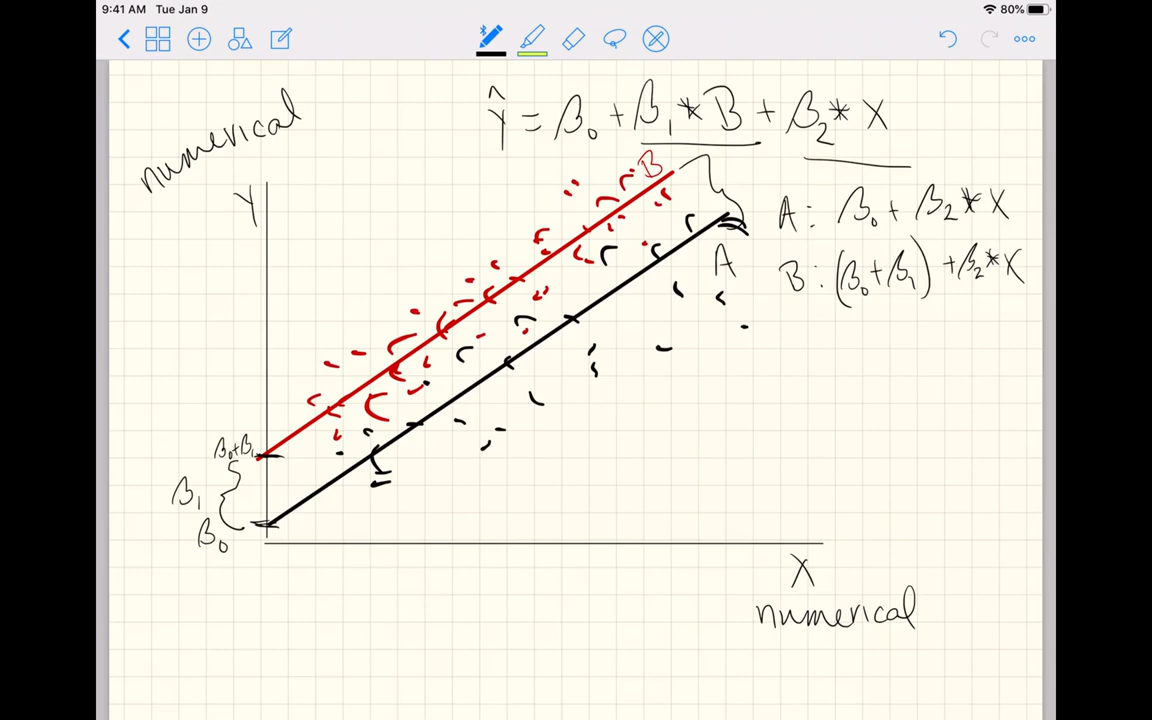 9:41 AM Tue Jan 9
80%
numerical
Ŷ = β₀ + β₁ * B + β₂ * X
Y
B
A
A: β₀ + β₂ * X
B: (β₀ + β₁) + β₂ * X
β₀+β₁
β₁
β₀
X
numerical